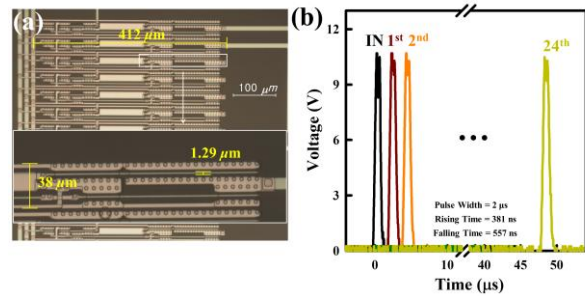 (a)
412 μm
100 μm
1.29 μm
38 μm
(b)
IN 1st 2nd
24th
12
9
6
3
0
Voltage (V)
Pulse Width = 2 μs
Rising Time = 381 ns
Falling Time = 557 ns
0 10 40 45 50
Time (μs)